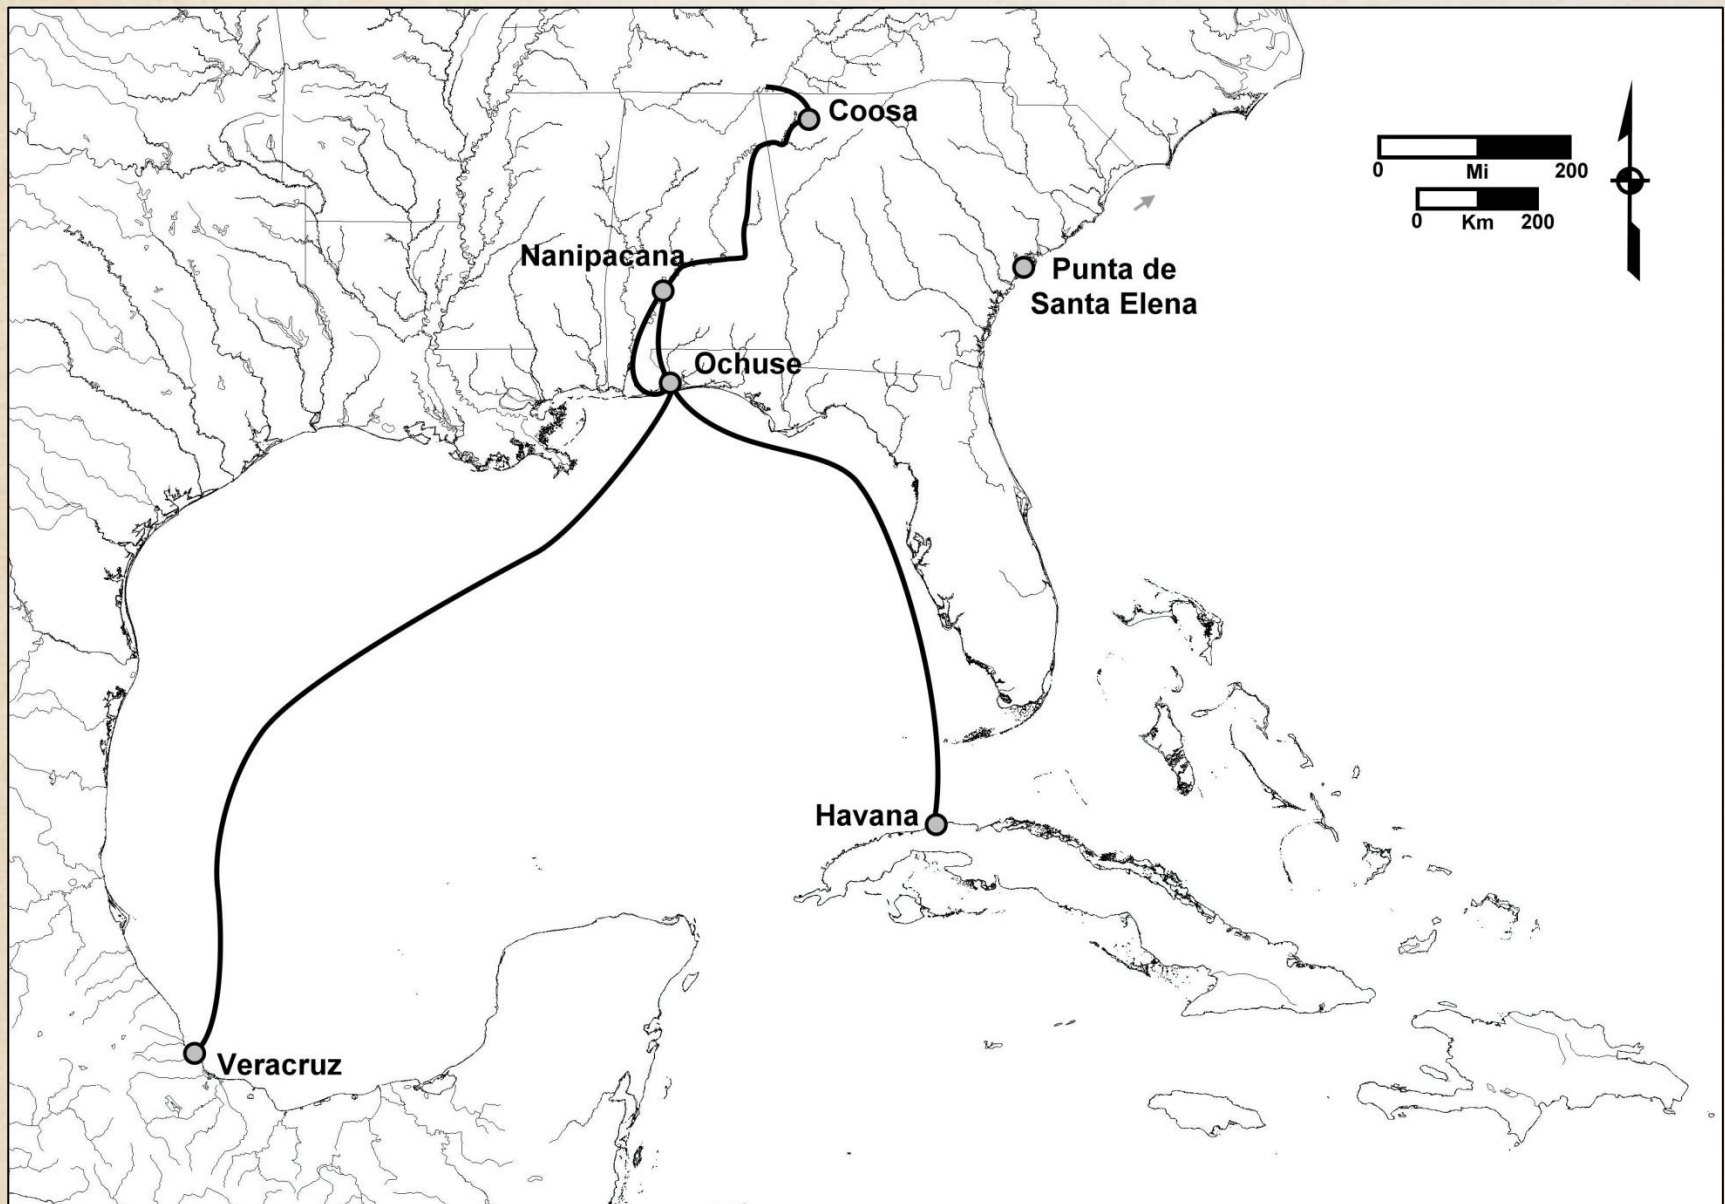 Coosa
0 Mi 200
0 Km 200
Nanipacana
Punta de
Santa Elena
Ochuse
Havana
Veracruz